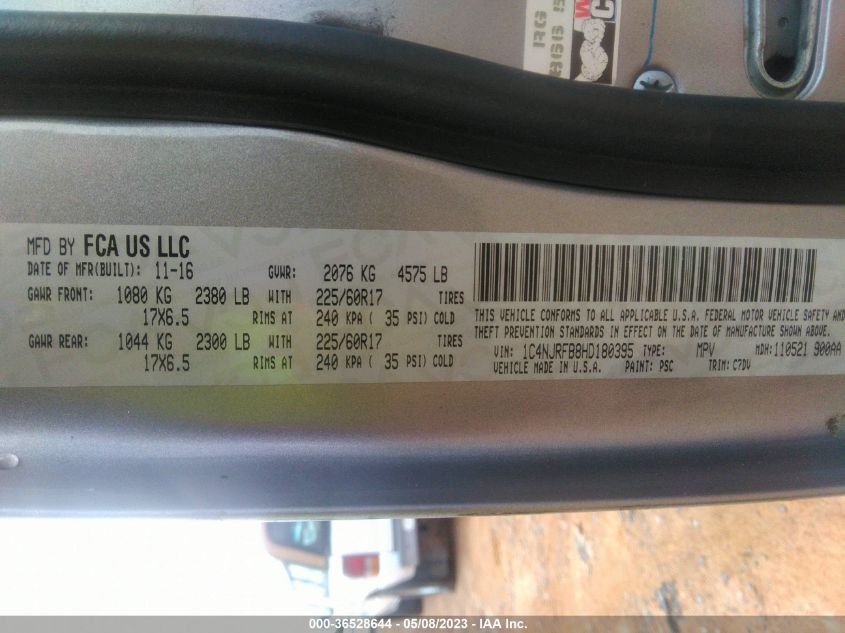 RG
MFD BY FCA US LLC
DATE OF MFR(BUILT): 11-16 GVWR: 2076 KG 4575 LB
GAWR FRONT: 1080 KG 2380 LB WITH 225/60R17 TIRES
17X6.5 RIMS AT 240 KPA ( 35 PSI) COLD
GAWR REAR: 1044 KG 2300 LB WITH 225/60R17 TIRES
17X6.5 RIMS AT 240 KPA ( 35 PSI) COLD
THIS VEHICLE CONFORMS TO ALL APPLICABLE U.S.A. FEDERAL MOTOR VEHICLE SAFETY AND
THEFT PREVENTION STANDARDS IN EFFECT ON THE DATE OF MANUFACTURE SHOWN ABOVE.
VIN: 1C4NJRFB8HD180395 TYPE: MPV MDH: 110521 900AA
VEHICLE MADE IN U.S.A. PAINT: PSC TRIM: C7DV
000-36528644 - 05/08/2023 - IAA Inc.